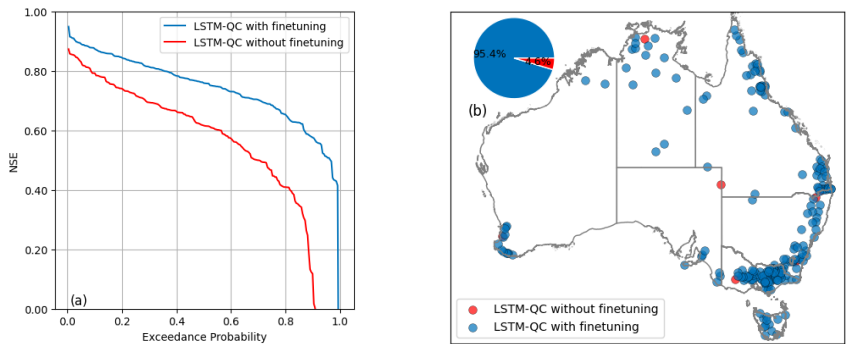 1.00
0.80
0.60
0.40
0.20
0.00
NSE
LSTM-QC with finetuning
LSTM-QC without finetuning
(a)
0.0 0.2 0.4 0.6 0.8 1.0
Exceedance Probability
95.4%
4.6%
(b)
LSTM-QC without finetuning
LSTM-QC with finetuning